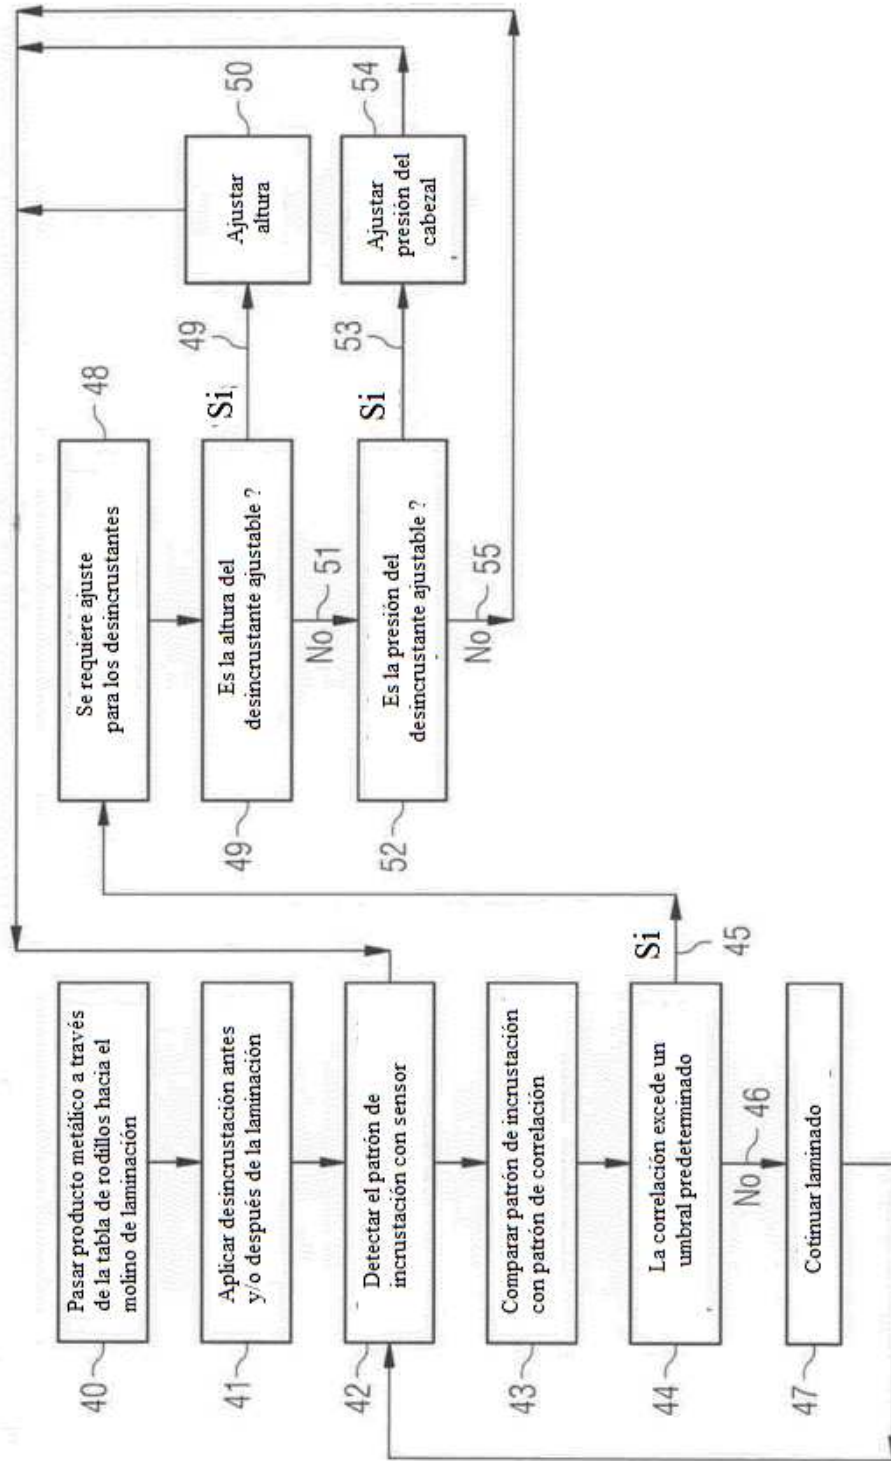 40
Pasar producto metálico a través
de la tabla de rodillos hacia el
molino de laminación
41
Aplicar desincrustación antes
y/o después de la laminación
42
Detectar el patrón de
incrustación con sensor
43
Comparar patrón de incrustación
con patrón de correlación
44
La correlación excede un
umbral predeterminado
Si
45
No
46
47
Cotinuar laminado
48
Se requiere ajuste
para los desincrustantes
49
Es la altura del
desincrustante ajustable ?
Si
49
50
Ajustar
altura
No
51
52
Es la presión del
desincrustante ajustable ?
Si
53
54
Ajustar
presión del
cabezal
No
55